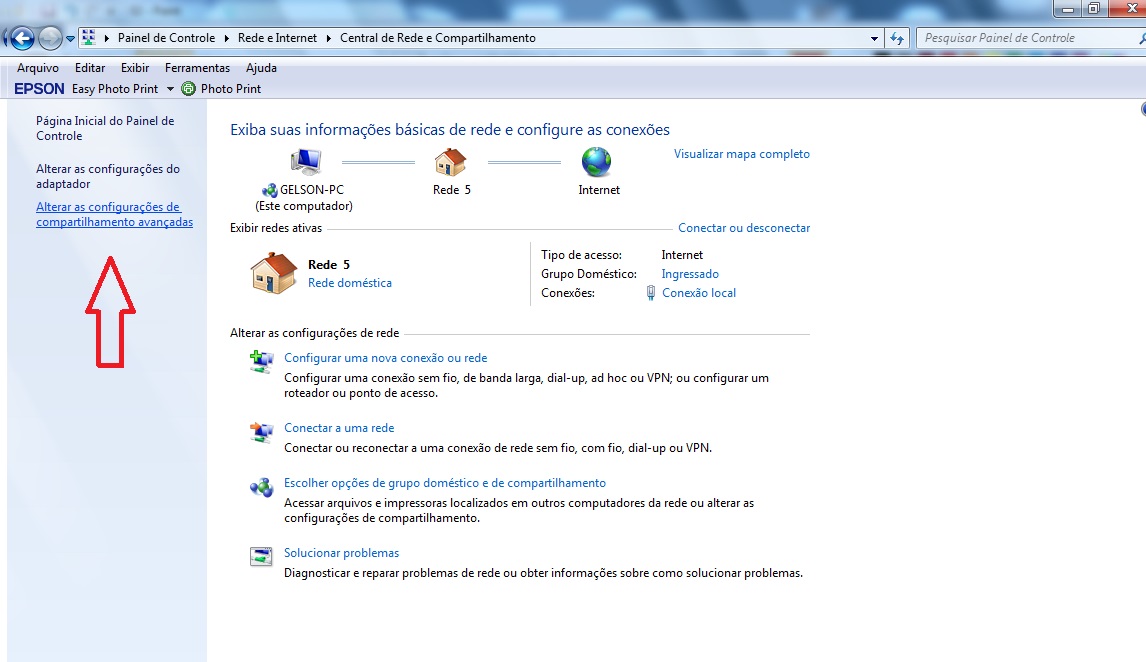 Painel de Controle
Rede e Internet
Central de Rede e Compartilhamento
Pesquisar Painel de Controle
Arquivo Editar Exibir Ferramentas Ajuda
EPSON Easy Photo Print Photo Print
Página Inicial do Painel de
Controle
Alterar as configurações do
adaptador
Alterar as configurações de
compartilhamento avançadas
Exiba suas informações básicas de rede e configure as conexões
Visualizar mapa completo
GELSON-PC
(Este computador)
Rede 5
Internet
Exibir redes ativas
Conectar ou desconectar
Rede 5
Rede doméstica
Tipo de acesso: Internet
Grupo Doméstico: Ingressado
Conexões: Conexão local
Alterar as configurações de rede
Configurar uma nova conexão ou rede
Configurar uma conexão sem fio, de banda larga, dial-up, ad hoc ou VPN; ou configurar um
roteador ou ponto de acesso.
Conectar a uma rede
Conectar ou reconectar a uma conexão de rede sem fio, com fio, dial-up ou VPN.
Escolher opções de grupo doméstico e de compartilhamento
Acessar arquivos e impressoras localizados em outros computadores da rede ou alterar as
configurações de compartilhamento.
Solucionar problemas
Diagnosticar e reparar problemas de rede ou obter informações sobre como solucionar problemas.